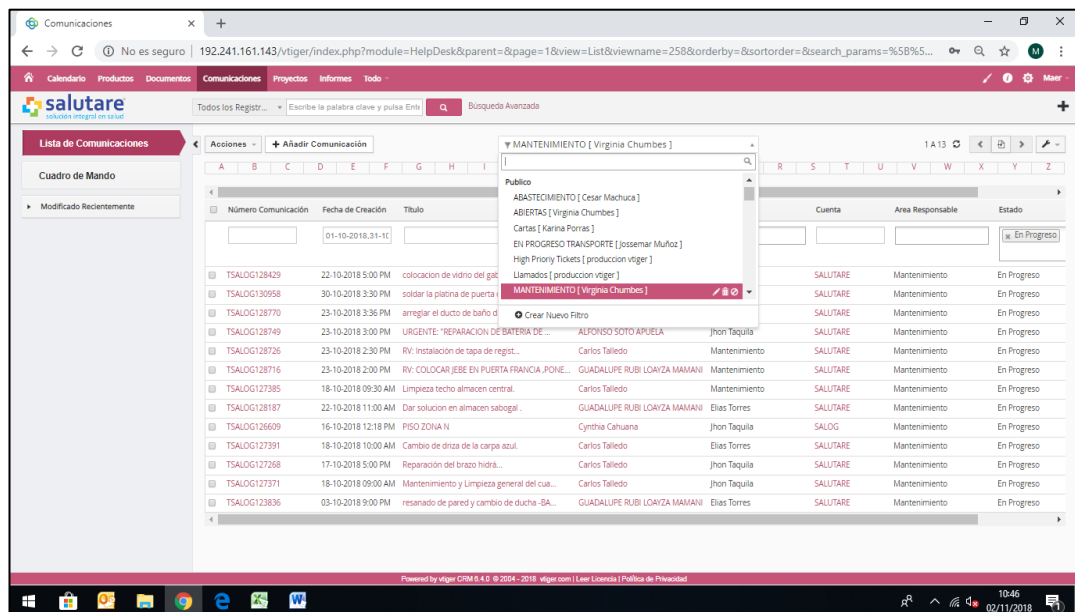 Comunicaciones
No es seguro | 192.241.161.143/vtiger/index.php?module=HelpDesk&parent=&page=1&view=List&viewname=258&orderby=&sortorder=&search_params=%5B%5...
M
Calendario Productos Documentos Comunicaciones Proyectos Informes Todo Maer
salutare
solución integral en salud
Todos los Registr... Escribe la palabra clave y pulsa Ent Búsqueda Avanzada
Lista de Comunicaciones
Acciones Añadir Comunicación MANTENIMIENTO [ Virginia Chumbes ] 1 A 13
A B C D E F G H I R S T U V W X Y Z
Cuadro de Mando
Modificado Recientemente
Publico
ABASTECIMIENTO [ Cesar Machuca ]
ABIERTAS [ Virginia Chumbes ]
Cartas [ Karina Porras ]
EN PROGRESO TRANSPORTE [ Jossemar Muñoz ]
High Prioriy Tickets [ produccion vtiger ]
Llamados [ produccion vtiger ]
MANTENIMIENTO [ Virginia Chumbes ]
Crear Nuevo Filtro
Número Comunicación Fecha de Creación Título Cuenta Area Responsable Estado
01-10-2018,31-10 En Progreso
TSALOG128429 22-10-2018 5:00 PM colocacion de vidrio del gab SALUTARE Mantenimiento En Progreso
TSALOG130958 30-10-2018 3:30 PM soldar la platina de puerta SALUTARE Mantenimiento En Progreso
TSALOG128770 23-10-2018 3:36 PM arreglar el ducto de baño d SALUTARE Mantenimiento En Progreso
TSALOG128749 23-10-2018 3:00 PM URGENTE: "REPARACION DE BATERIA DE ... ALFONSO SOTO APUELA Jhon Taquila SALUTARE Mantenimiento En Progreso
TSALOG128726 23-10-2018 2:30 PM RV: Instalación de tapa de regist... Carlos Talledo Mantenimiento SALUTARE Mantenimiento En Progreso
TSALOG128716 23-10-2018 2:00 PM RV: COLOCAR JEBE EN PUERTA FRANCIA ,PONE... GUADALUPE RUBI LOAYZA MAMANI Mantenimiento SALUTARE Mantenimiento En Progreso
TSALOG127385 18-10-2018 09:30 AM Limpieza techo almacen central. Carlos Talledo Mantenimiento SALUTARE Mantenimiento En Progreso
TSALOG128187 22-10-2018 11:00 AM Dar solucion en almacen sabogal . GUADALUPE RUBI LOAYZA MAMANI Elias Torres SALUTARE Mantenimiento En Progreso
TSALOG126609 16-10-2018 12:18 PM PISO ZONA N Cynthia Cahuana Jhon Taquila SALOG Mantenimiento En Progreso
TSALOG127391 18-10-2018 10:00 AM Cambio de driza de la carpa azul. Carlos Talledo Elias Torres SALUTARE Mantenimiento En Progreso
TSALOG127268 17-10-2018 5:00 PM Reparación del brazo hidrá... Carlos Talledo Jhon Taquila SALUTARE Mantenimiento En Progreso
TSALOG127371 18-10-2018 09:00 AM Mantenimiento y Limpieza general del cua... Carlos Talledo Jhon Taquila SALUTARE Mantenimiento En Progreso
TSALOG123836 03-10-2018 9:00 PM resanado de pared y cambio de ducha -BA... GUADALUPE RUBI LOAYZA MAMANI Elias Torres SALUTARE Mantenimiento En Progreso
Powered by vtiger CRM 6.4.0 © 2004 - 2018 vtiger.com | Leer Licencia | Política de Privacidad
10:46
02/11/2018